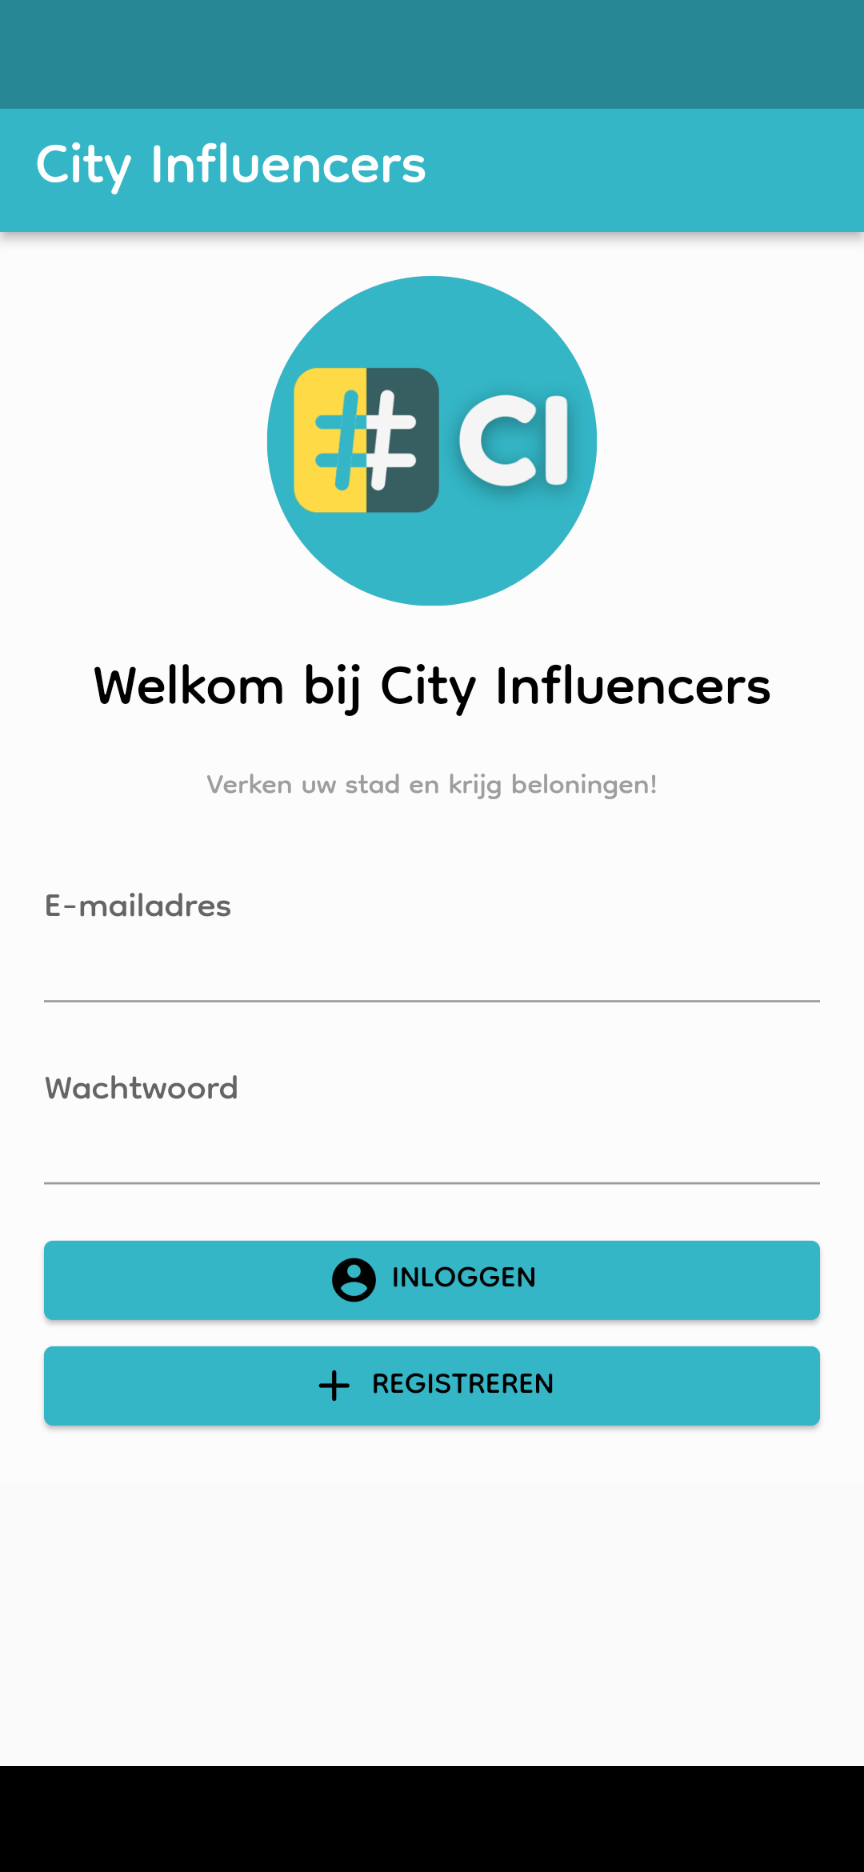 City Influencers
# CI
Welkom bij City Influencers
Verken uw stad en krijg beloningen!
E-mailadres
Wachtwoord
INLOGGEN
REGISTREREN